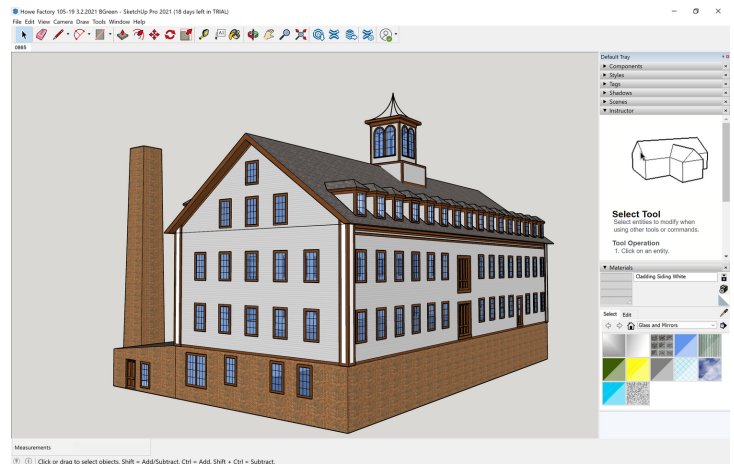 Howe Factory 105-19 3.2.2021 BGreen - SketchUp Pro 2021 (18 days left in TRIAL)
File Edit View Camera Draw Tools Window Help
0865
Default Tray
Components
Styles
Tags
Shadows
Scenes
Instructor
Select Tool
Select entities to modify when
using other tools or commands.
Tool Operation
1. Click on an entity.
Materials
Cladding Siding White
Select Edit
Glass and Mirrors
Measurements
Click or drag to select objects. Shift = Add/Subtract. Ctrl = Add. Shift + Ctrl = Subtract.